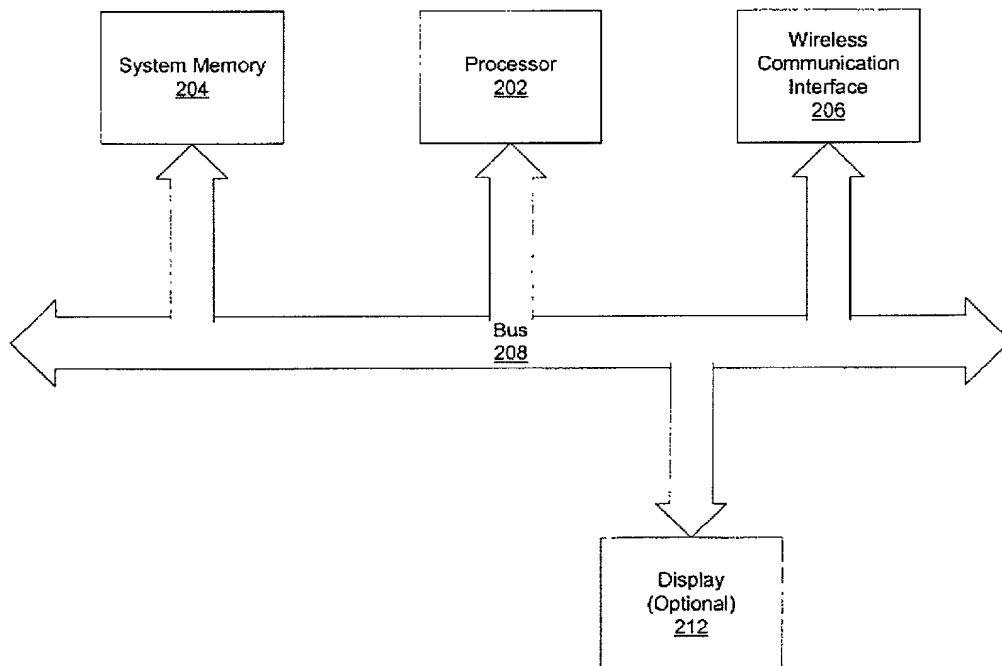 System Memory
204
Processor
202
Wireless
Communication
Interface
206
Bus
208
Display
(Optional)
212